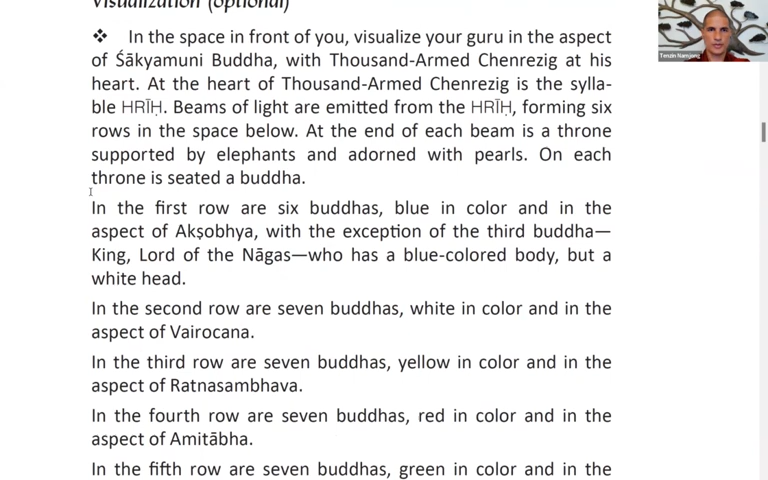 Visualization (optional)
❖ In the space in front of you, visualize your guru in the aspect
of Śākyamuni Buddha, with Thousand-Armed Chenrezig at his
heart. At the heart of Thousand-Armed Chenrezig is the sylla-
ble HRĪḤ. Beams of light are emitted from the HRĪḤ, forming six
rows in the space below. At the end of each beam is a throne
supported by elephants and adorned with pearls. On each
throne is seated a buddha.
In the first row are six buddhas, blue in color and in the
aspect of Akṣobhya, with the exception of the third buddha—
King, Lord of the Nāgas—who has a blue-colored body, but a
white head.
In the second row are seven buddhas, white in color and in the
aspect of Vairocana.
In the third row are seven buddhas, yellow in color and in the
aspect of Ratnasambhava.
In the fourth row are seven buddhas, red in color and in the
aspect of Amitābha.
In the fifth row are seven buddhas, green in color and in the
Tenzin Namjong